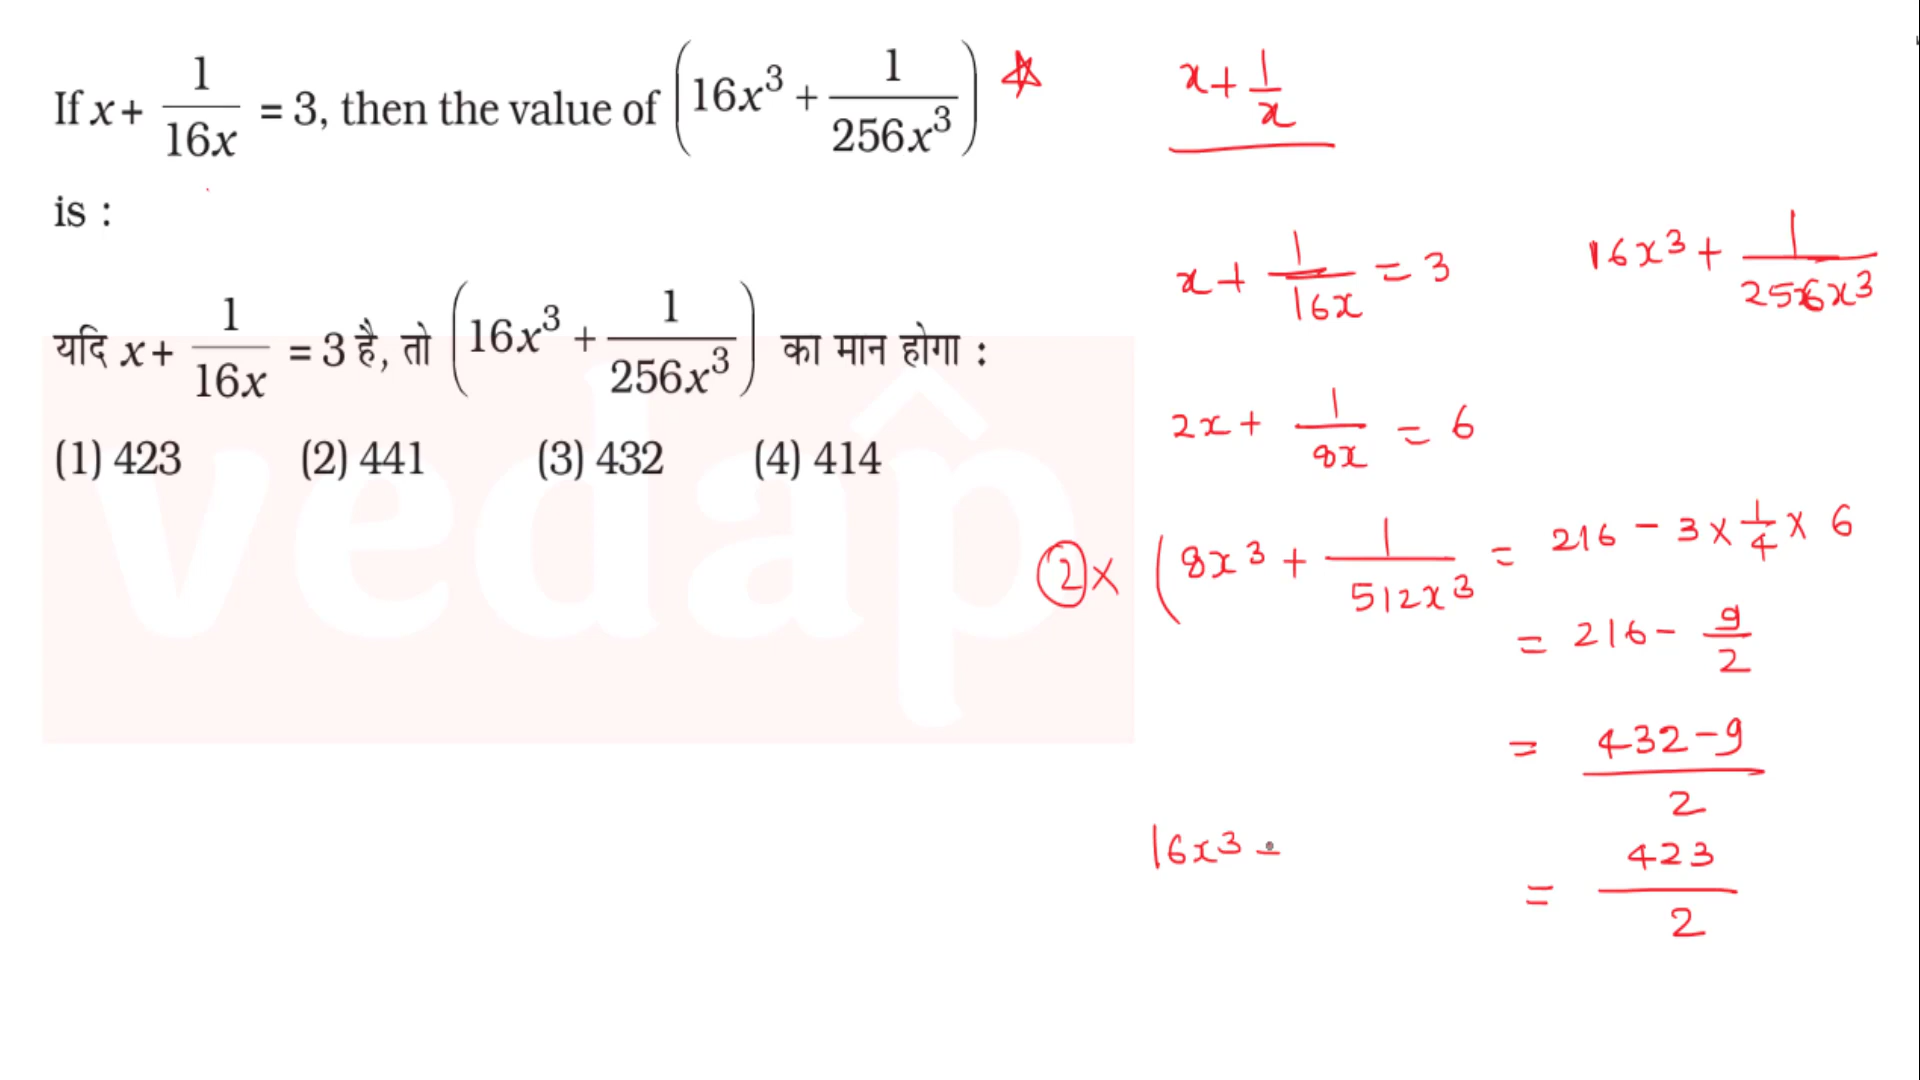 If x + 1/16x = 3, then the value of (16x³ + 1/256x³)
is :
यदि x + 1/16x = 3 है, तो (16x³ + 1/256x³) का मान होगा :
(1) 423 (2) 441 (3) 432 (4) 414
vedap
x + 1/x
x + 1/16x = 3
16x³ + 1/256x³
2x + 1/8x = 6
②× (8x³ + 1/512x³ = 216 - 3 × 1/4 × 6
= 216 - 9/2
= 432-9/2
16x³ -
= 423/2